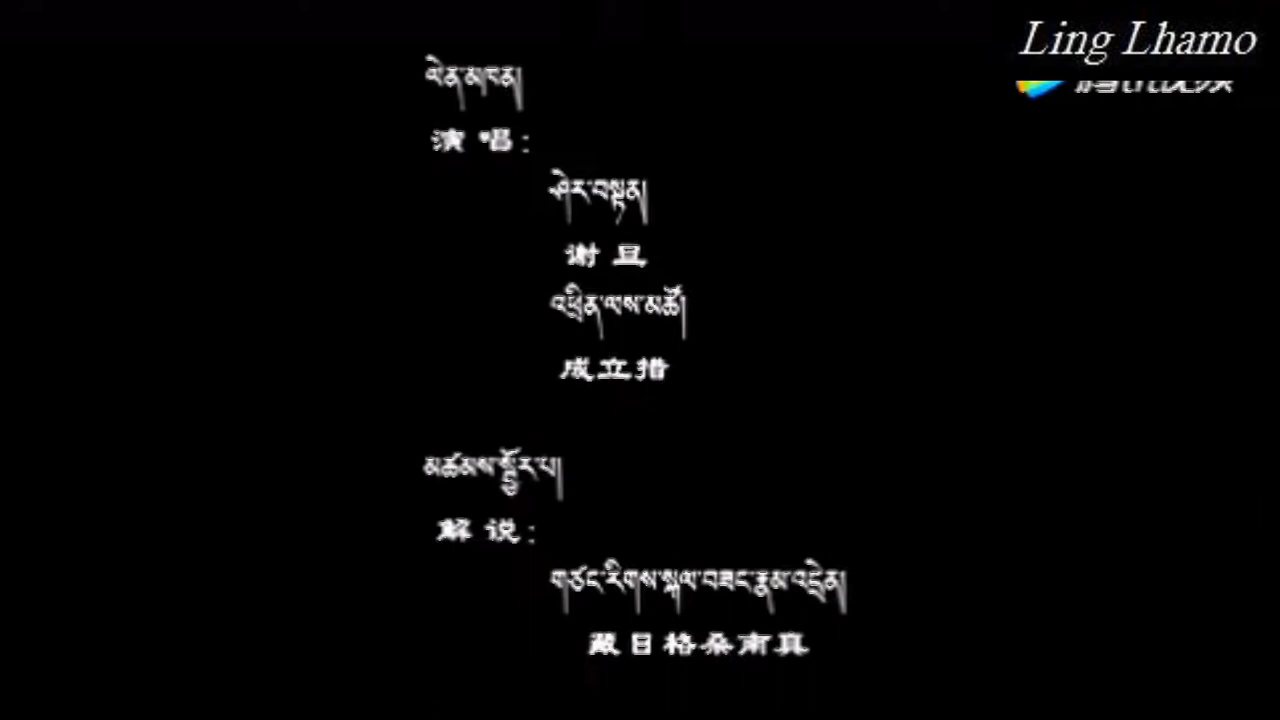 Ling Lhamo
ལེན་མཁན།
演 唱:
ཤེར་བསྟན།
谢 旦
འཕྲིན་ལས་མཚོ།
成立措
མཚམས་སྦྱོར་པ།
解 说:
གཙང་རིགས་སྐལ་བཟང་རྣམ་འདྲེན།
藏日格桑南真